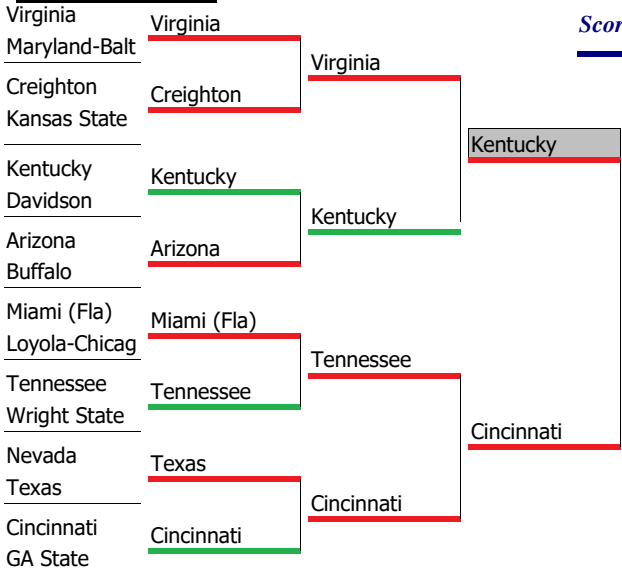 Virginia
Maryland-Balt
Creighton
Kansas State
Kentucky
Davidson
Arizona
Buffalo
Miami (Fla)
Loyola-Chicag
Tennessee
Wright State
Nevada
Texas
Cincinnati
GA State
Virginia
Creighton
Kentucky
Arizona
Miami (Fla)
Tennessee
Texas
Cincinnati
Virginia
Kentucky
Tennessee
Cincinnati
Kentucky
Cincinnati
Scor